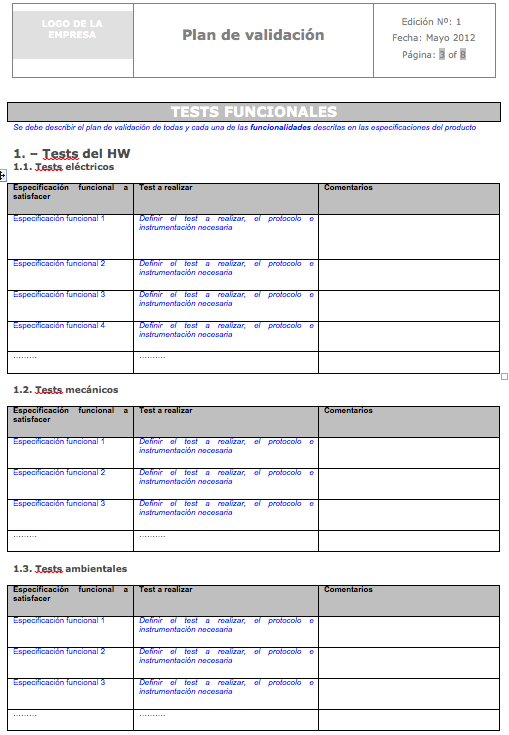 LOGO DE LA
EMPRESA
Plan de validación
Edición Nº: 1
Fecha: Mayo 2012
Página: 3 of 8
TESTS FUNCIONALES
Se debe describir el plan de validación de todas y cada una de las funcionalidades descritas en las especificaciones del producto
1. – Tests del HW
1.1. Tests eléctricos
Especificación funcional a
satisfacer
Test a realizar
Comentarios
Especificación funcional 1
Definir el test a realizar, el protocolo e
instrumentación necesaria
Especificación funcional 2
Definir el test a realizar, el protocolo e
instrumentación necesaria
Especificación funcional 3
Definir el test a realizar, el protocolo e
instrumentación necesaria
Especificación funcional 4
Definir el test a realizar, el protocolo e
instrumentación necesaria
.........
..........
1.2. Tests mecánicos
Especificación funcional a
satisfacer
Test a realizar
Comentarios
Especificación funcional 1
Definir el test a realizar, el protocolo e
instrumentación necesaria
Especificación funcional 2
Definir el test a realizar, el protocolo e
instrumentación necesaria
Especificación funcional 3
Definir el test a realizar, el protocolo e
instrumentación necesaria
.........
..........
1.3. Tests ambientales
Especificación funcional a
satisfacer
Test a realizar
Comentarios
Especificación funcional 1
Definir el test a realizar, el protocolo e
instrumentación necesaria
Especificación funcional 2
Definir el test a realizar, el protocolo e
instrumentación necesaria
Especificación funcional 3
Definir el test a realizar, el protocolo e
instrumentación necesaria
.........
..........